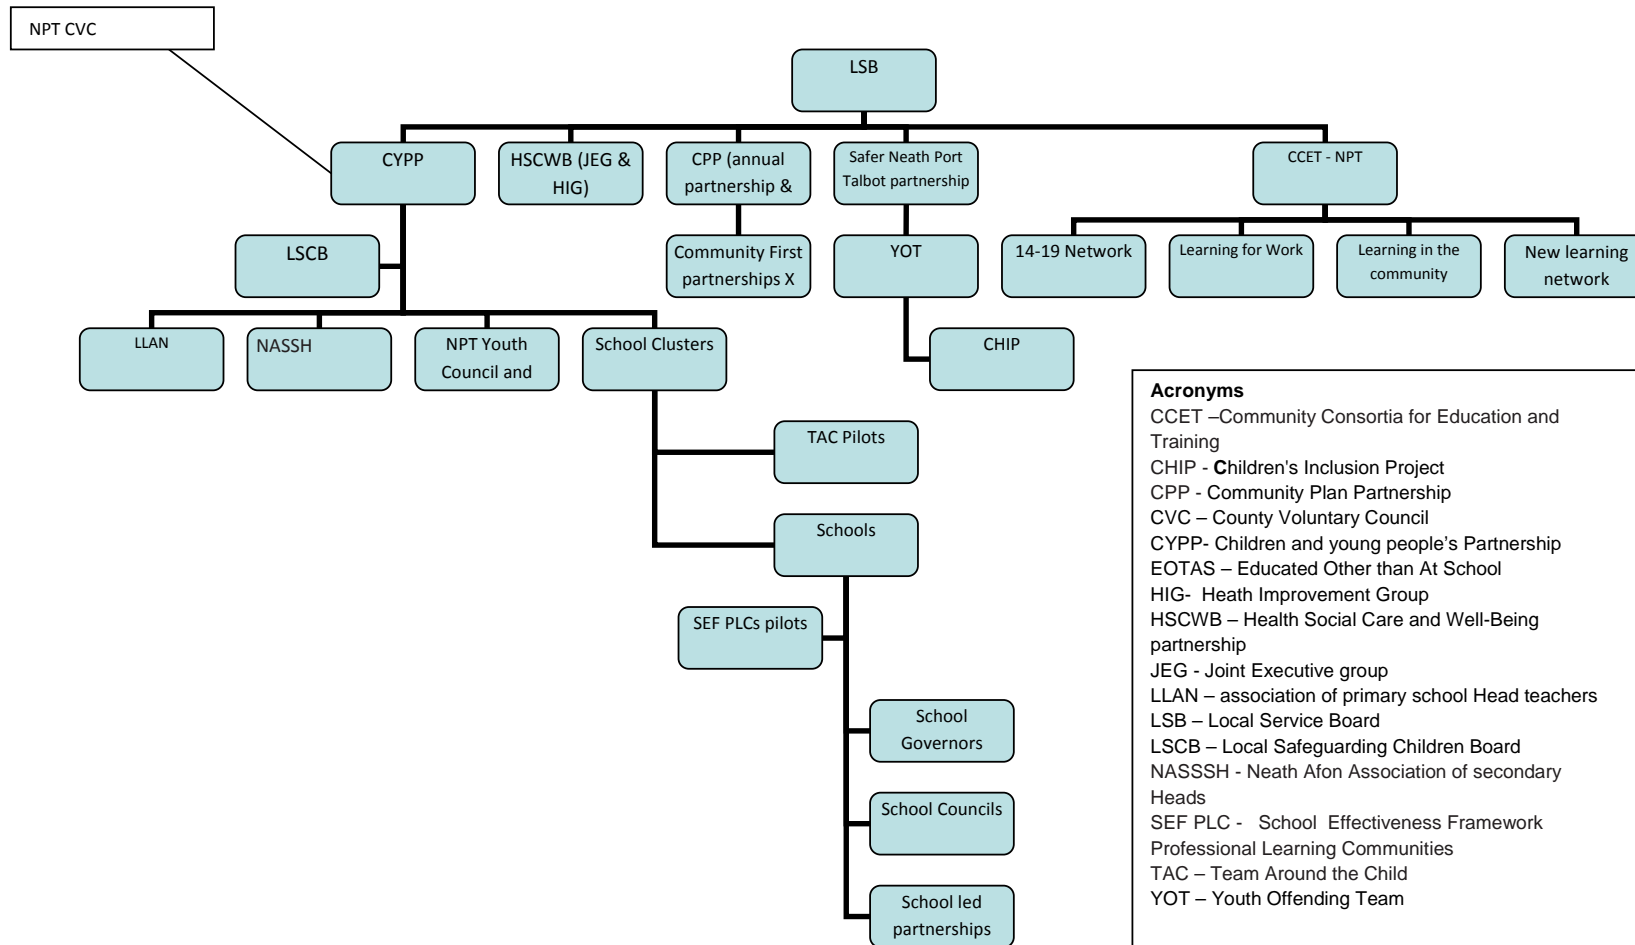 NPT CVC
LSB
CYPP
HSCWB (JEG &
HIG)
CPP (annual
partnership &
Safer Neath Port
Talbot partnership
CCET - NPT
LSCB
Community First
partnerships X
YOT
14-19 Network
Learning for Work
Learning in the
community
New learning
network
LLAN
NASSH
NPT Youth
Council and
School Clusters
CHIP
TAC Pilots
Schools
SEF PLCs pilots
School
Governors
School Councils
School led
partnerships
Acronyms
CCET –Community Consortia for Education and
Training
CHIP - Children's Inclusion Project
CPP - Community Plan Partnership
CVC – County Voluntary Council
CYPP- Children and young people’s Partnership
EOTAS – Educated Other than At School
HIG- Heath Improvement Group
HSCWB – Health Social Care and Well-Being
partnership
JEG - Joint Executive group
LLAN – association of primary school Head teachers
LSB – Local Service Board
LSCB – Local Safeguarding Children Board
NASSSH - Neath Afon Association of secondary
Heads
SEF PLC - School Effectiveness Framework
Professional Learning Communities
TAC – Team Around the Child
YOT – Youth Offending Team